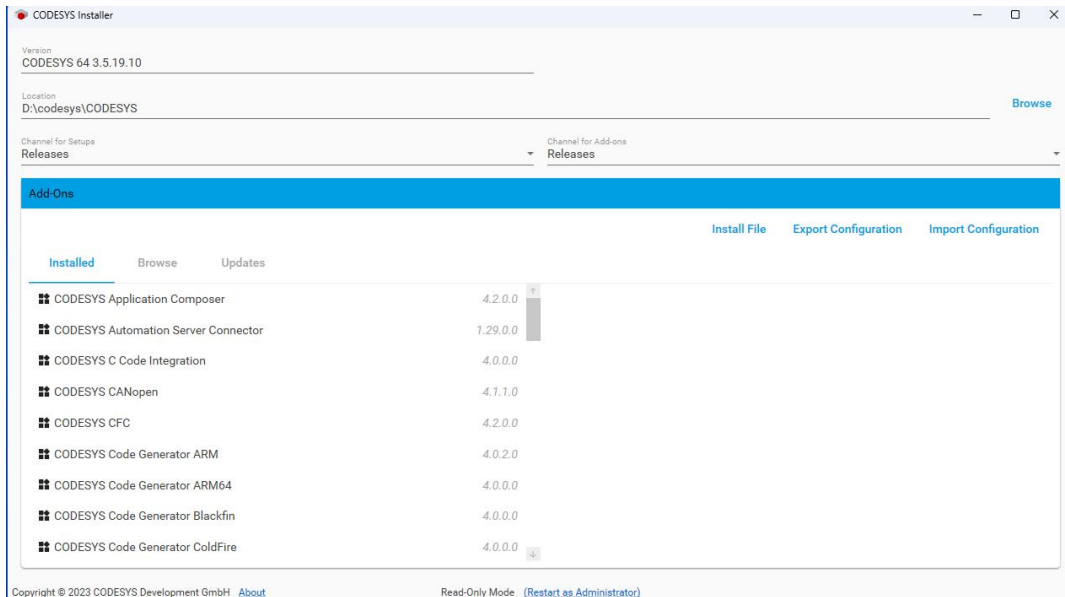 CODESYS Installer
Version
CODESYS 64 3.5.19.10
Location
D:\codesys\CODESYS
Browse
Channel for Setups
Releases
Channel for Add-ons
Releases
Add-Ons
Install File Export Configuration Import Configuration
Installed Browse Updates
CODESYS Application Composer 4.2.0.0
CODESYS Automation Server Connector 1.29.0.0
CODESYS C Code Integration 4.0.0.0
CODESYS CANopen 4.1.1.0
CODESYS CFC 4.2.0.0
CODESYS Code Generator ARM 4.0.2.0
CODESYS Code Generator ARM64 4.0.0.0
CODESYS Code Generator Blackfin 4.0.0.0
CODESYS Code Generator ColdFire 4.0.0.0
Copyright © 2023 CODESYS Development GmbH About Read-Only Mode (Restart as Administrator)